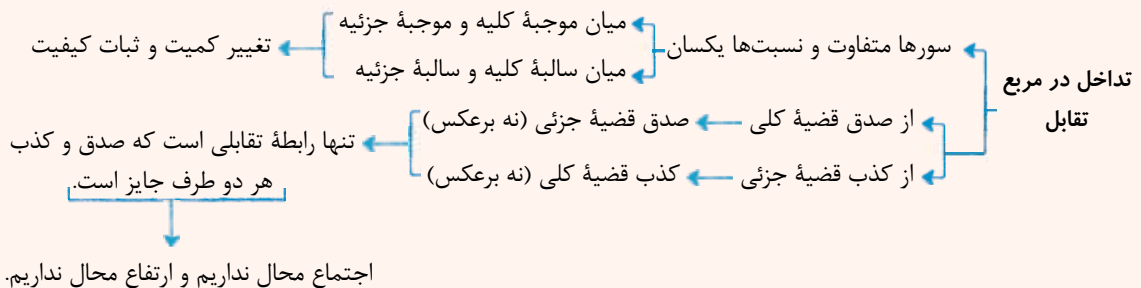 تداخل در مربع
تقابل
سورها متفاوت و نسبت‌ها یکسان
میان موجبهٔ کلیه و موجبهٔ جزئیه
میان سالبهٔ کلیه و سالبهٔ جزئیه
تغییر کمیت و ثبات کیفیت
از صدق قضیهٔ کلی
صدق قضیهٔ جزئی (نه برعکس)
از کذب قضیهٔ جزئی
کذب قضیهٔ کلی (نه برعکس)
تنها رابطهٔ تقابلی است که صدق و کذب
هر دو طرف جایز است.
اجتماع محال نداریم و ارتفاع محال نداریم.